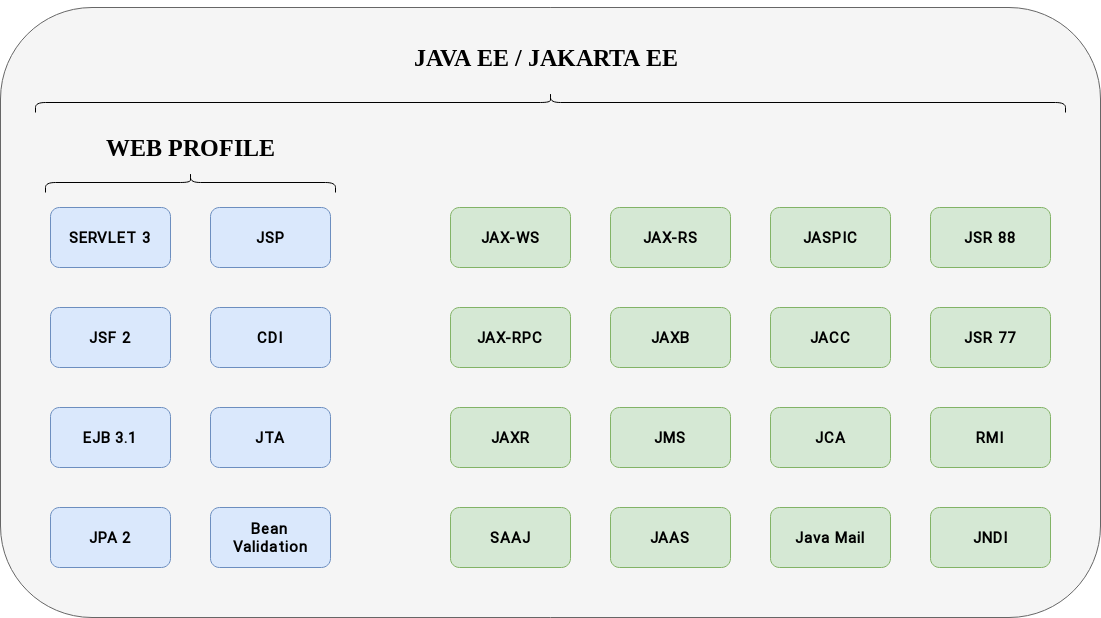 JAVA EE / JAKARTA EE
WEB PROFILE
SERVLET 3
JSP
JAX-WS
JAX-RS
JASPIC
JSR 88
JSF 2
CDI
JAX-RPC
JAXB
JACC
JSR 77
EJB 3.1
JTA
JAXR
JMS
JCA
RMI
JPA 2
Bean
Validation
SAAJ
JAAS
Java Mail
JNDI